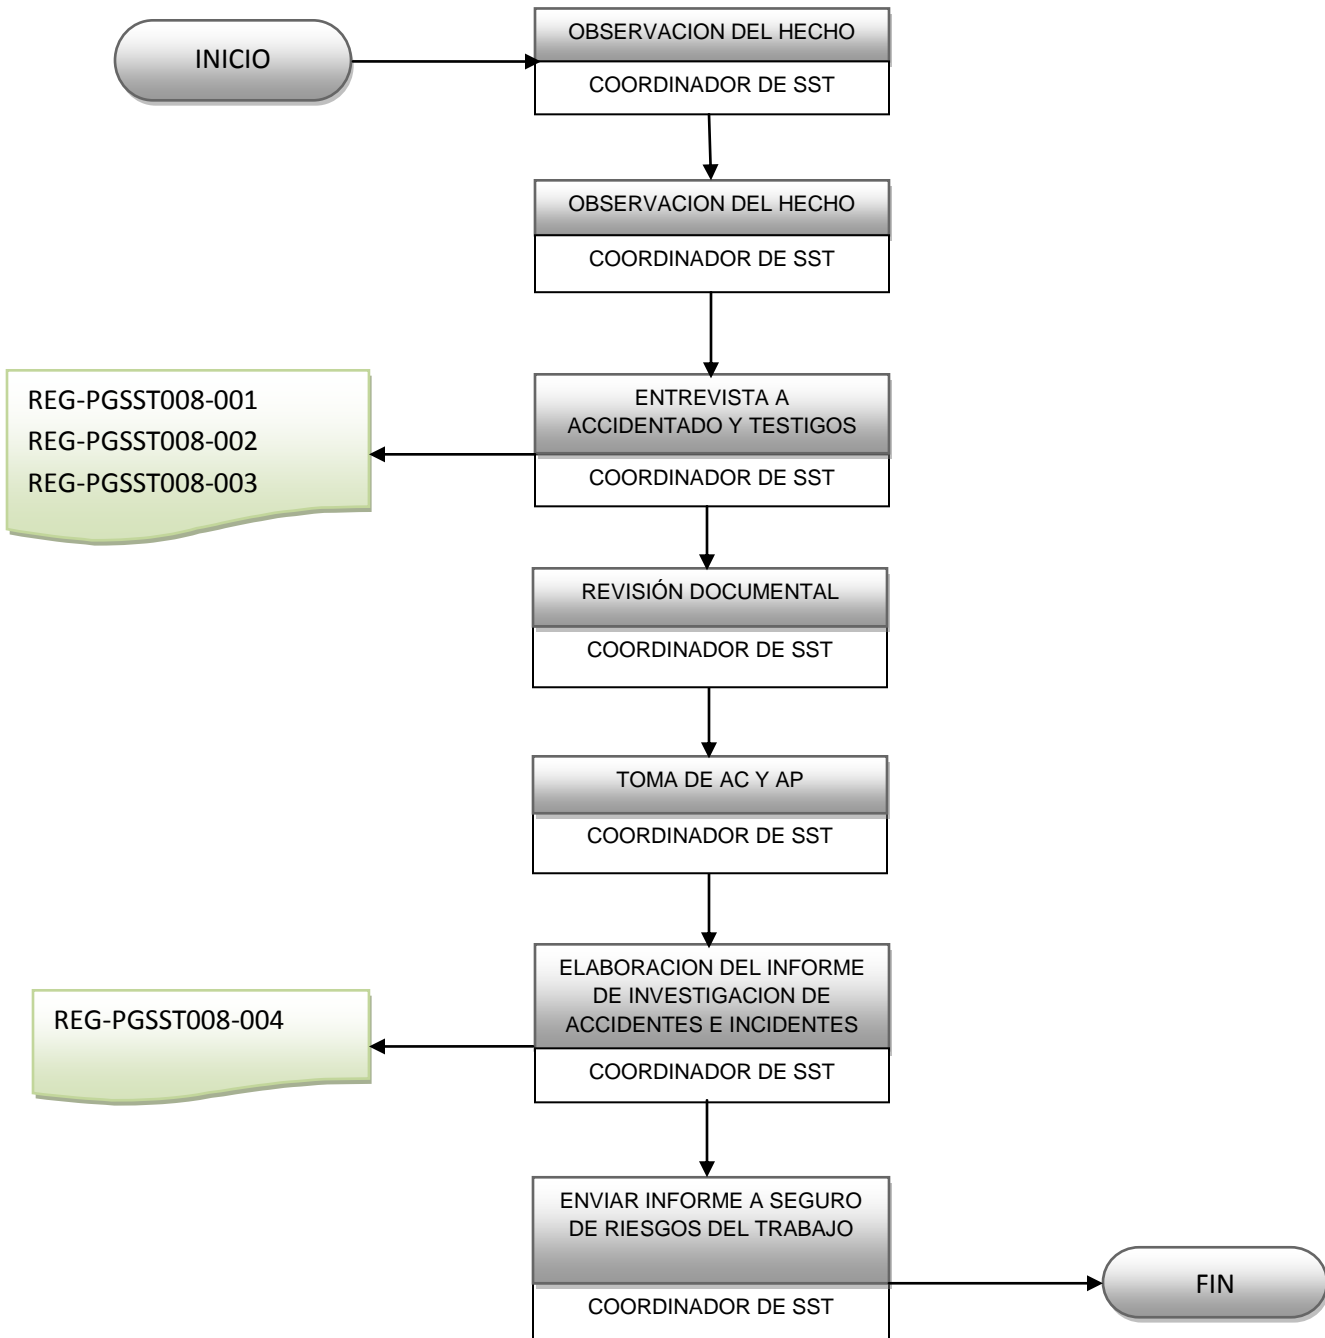 INICIO
OBSERVACION DEL HECHO
COORDINADOR DE SST
OBSERVACION DEL HECHO
COORDINADOR DE SST
REG-PGSST008-001
REG-PGSST008-002
REG-PGSST008-003
ENTREVISTA A
ACCIDENTADO Y TESTIGOS
COORDINADOR DE SST
REVISIÓN DOCUMENTAL
COORDINADOR DE SST
TOMA DE AC Y AP
COORDINADOR DE SST
ELABORACION DEL INFORME
DE INVESTIGACION DE
ACCIDENTES E INCIDENTES
COORDINADOR DE SST
REG-PGSST008-004
ENVIAR INFORME A SEGURO
DE RIESGOS DEL TRABAJO
COORDINADOR DE SST
FIN